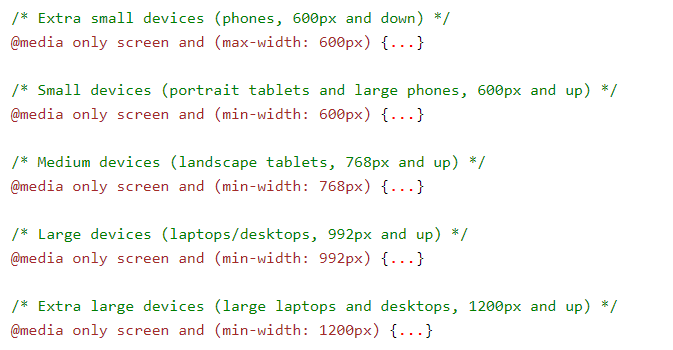 /* Extra small devices (phones, 600px and down) */
@media only screen and (max-width: 600px) {...}
/* Small devices (portrait tablets and large phones, 600px and up) */
@media only screen and (min-width: 600px) {...}
/* Medium devices (landscape tablets, 768px and up) */
@media only screen and (min-width: 768px) {...}
/* Large devices (laptops/desktops, 992px and up) */
@media only screen and (min-width: 992px) {...}
/* Extra large devices (large laptops and desktops, 1200px and up) */
@media only screen and (min-width: 1200px) {...}